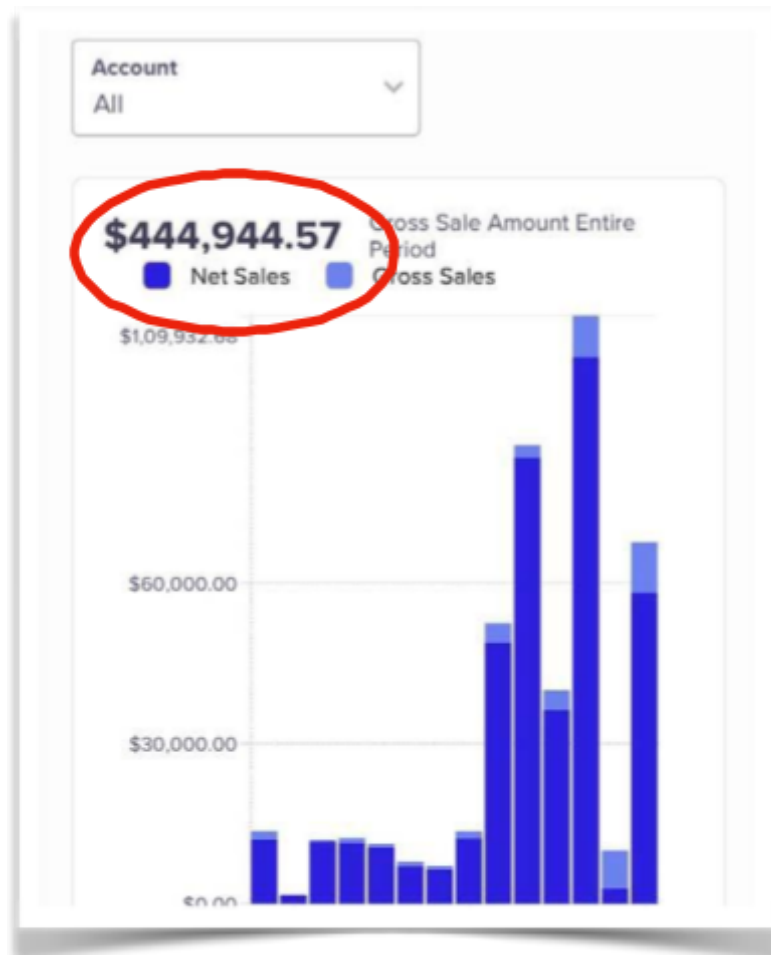 Account
All
$444,944.57 Gross Sale Amount Entire
Period
Net Sales Gross Sales
$1,09,932.68
$60,000.00
$30,000.00
$0.00